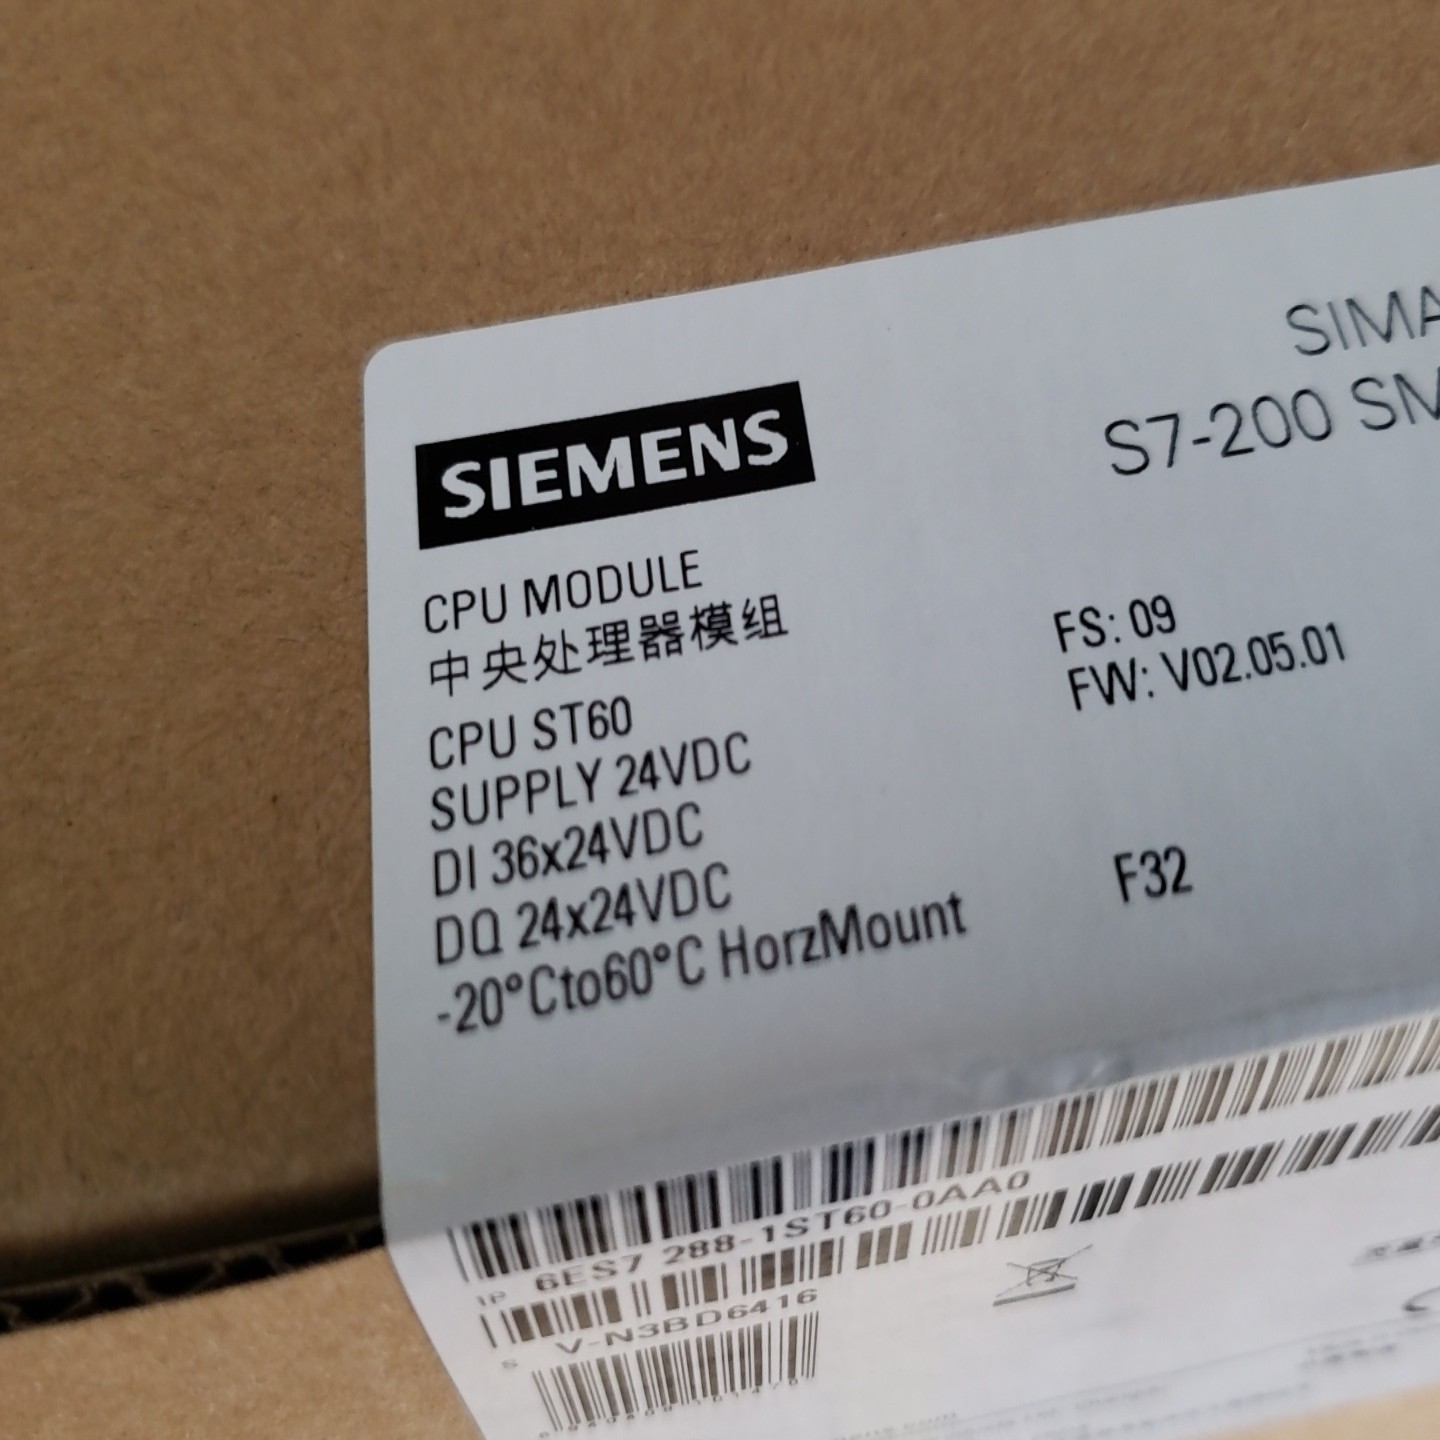 SIEMENS
SIMA
S7-200 SM
CPU MODULE
中央处理器模组
CPU ST60
SUPPLY 24VDC
DI 36x24VDC
DQ 24x24VDC
-20°Cto60°C HorzMount
FS: 09
FW: V02.05.01
F32
1P 6ES7 288-1ST60-0AA0
S V-N3BD6416